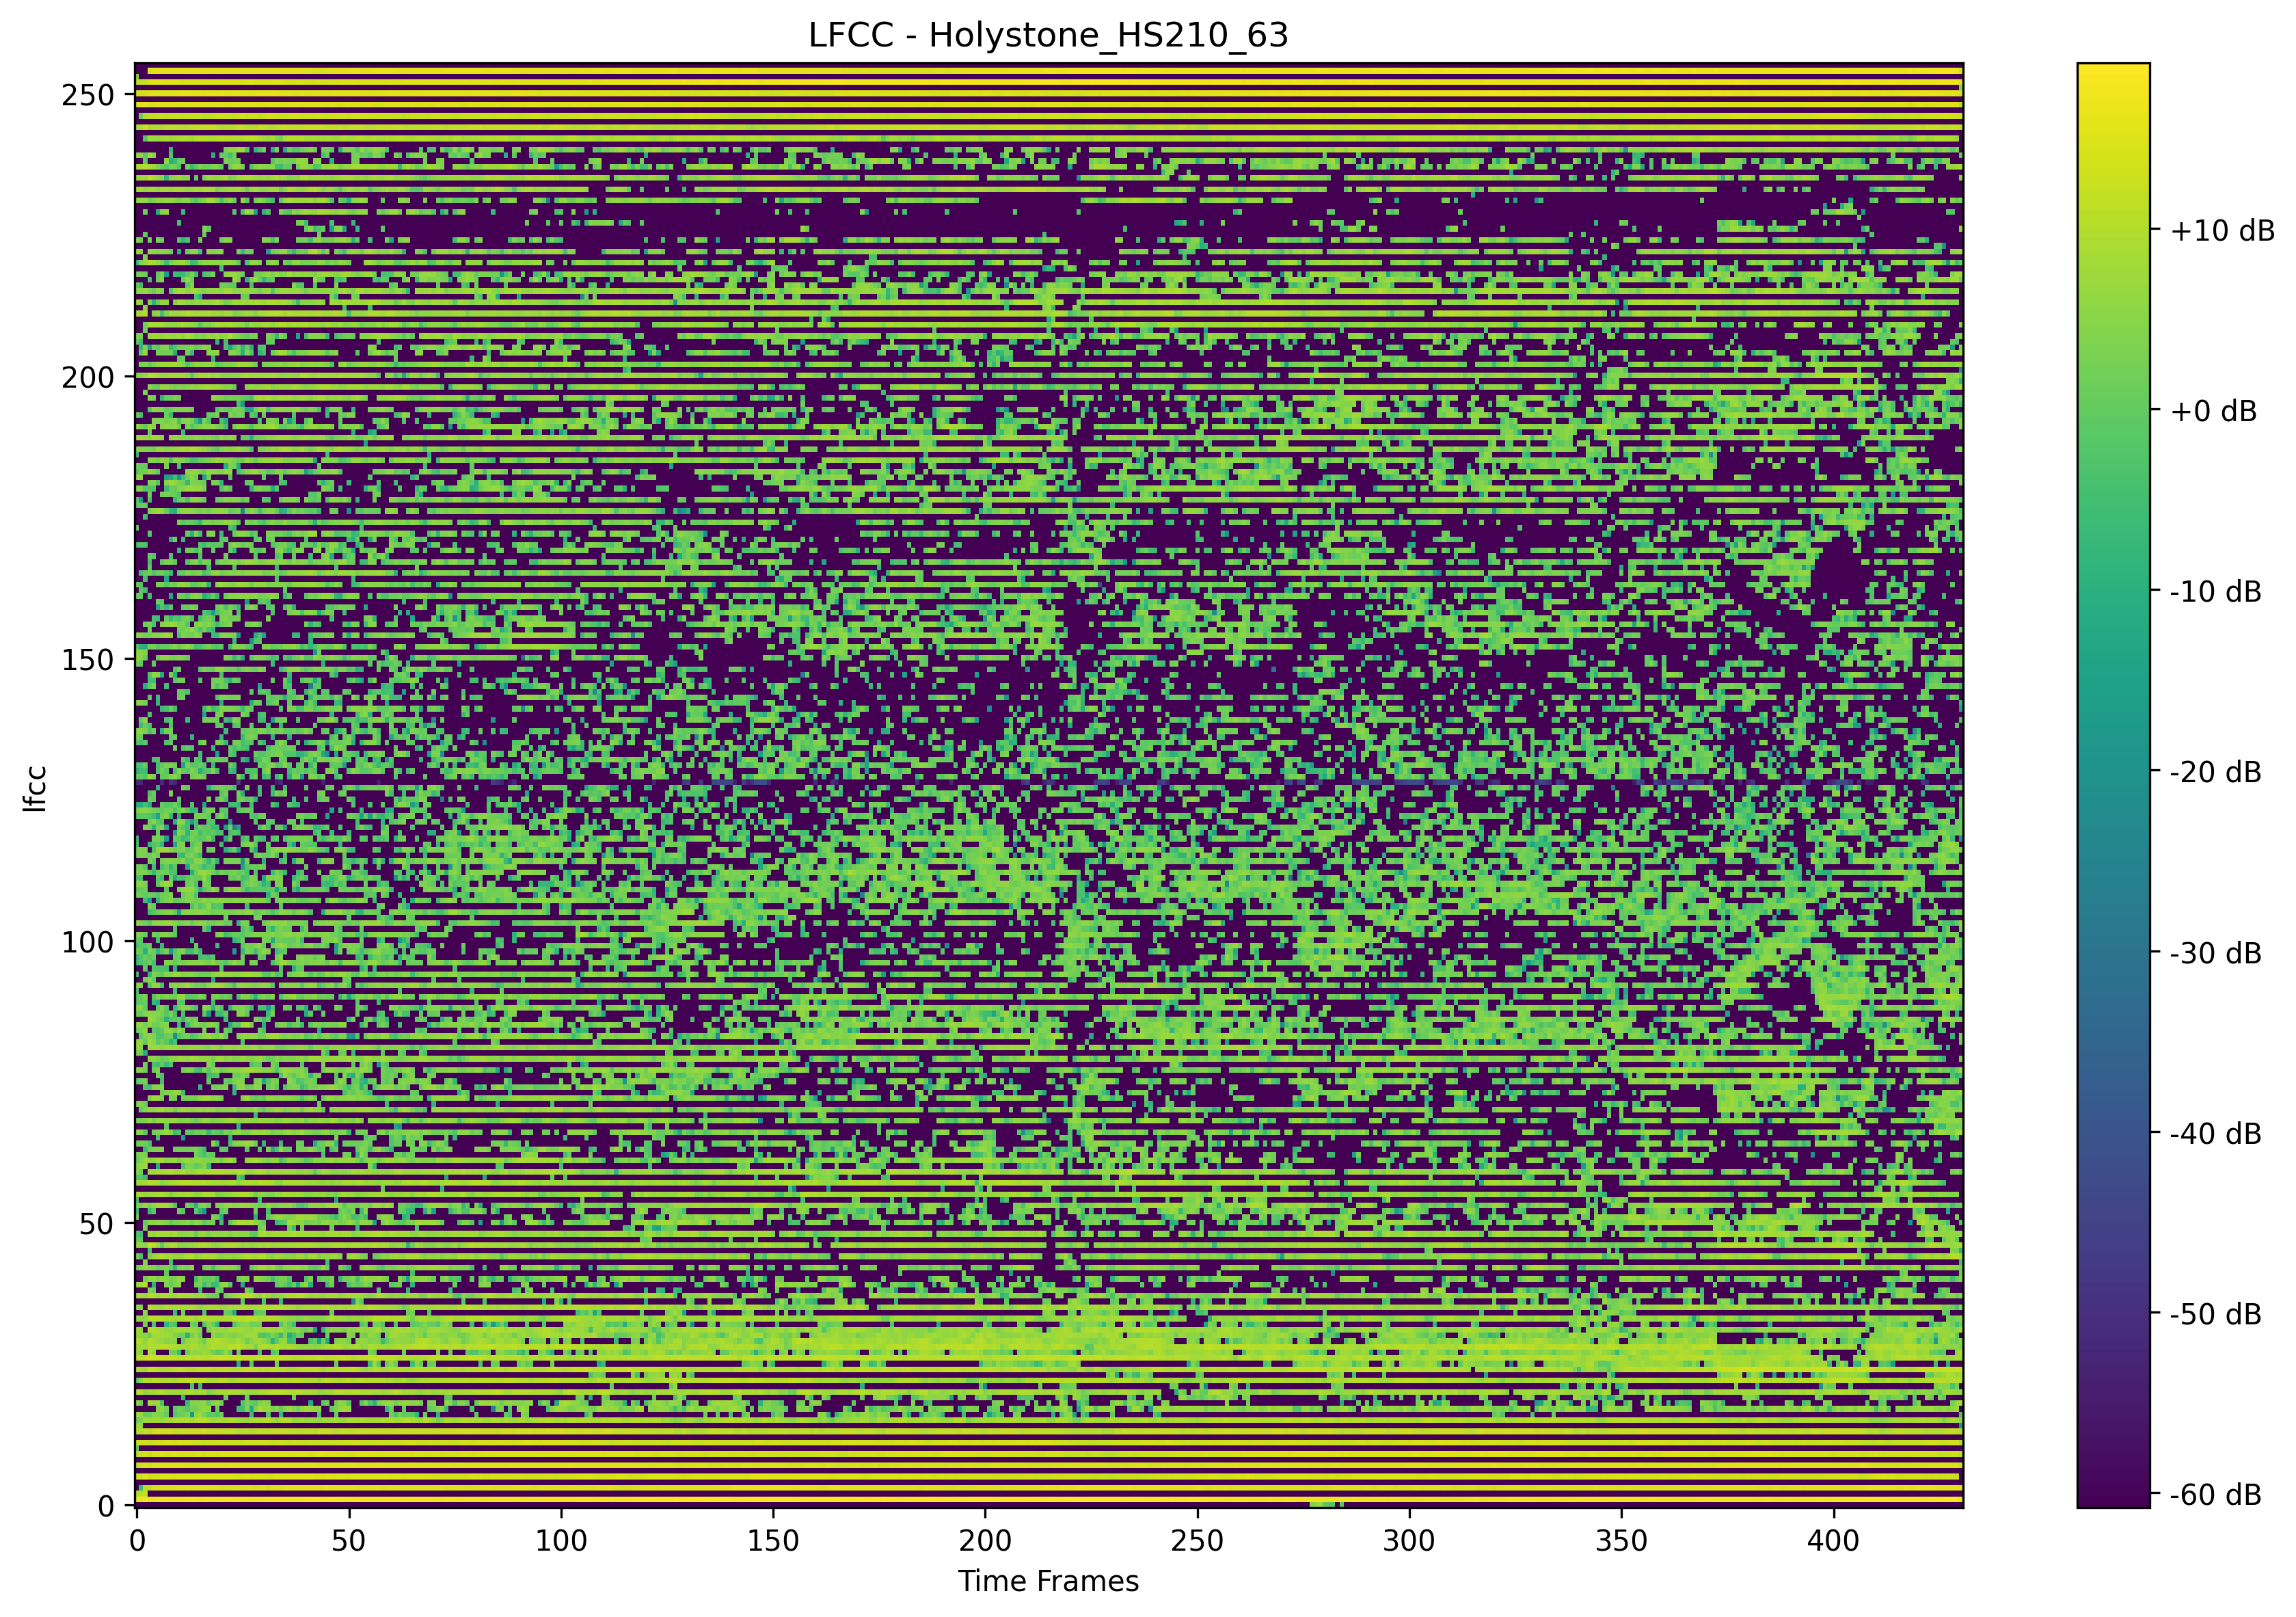 LFCC - Holystone_HS210_63
250
200
150
100
50
0
lfcc
0 50 100 150 200 250 300 350 400
Time Frames
+10 dB
+0 dB
-10 dB
-20 dB
-30 dB
-40 dB
-50 dB
-60 dB